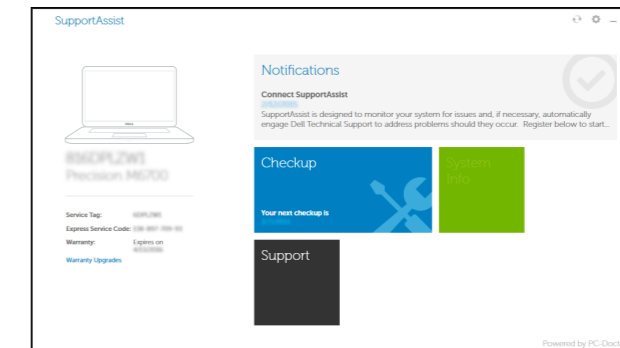 SupportAssist
Notifications
Connect SupportAssist
SupportAssist is designed to monitor your system for issues and, if necessary, automatically
engage Dell Technical Support to address problems should they occur. Register below to start...
Precision M6700
Checkup
System
Info
Your next checkup is
Service Tag:
Express Service Code:
Warranty: Expires on
Warranty Upgrades
Support
Powered by PC-Doct